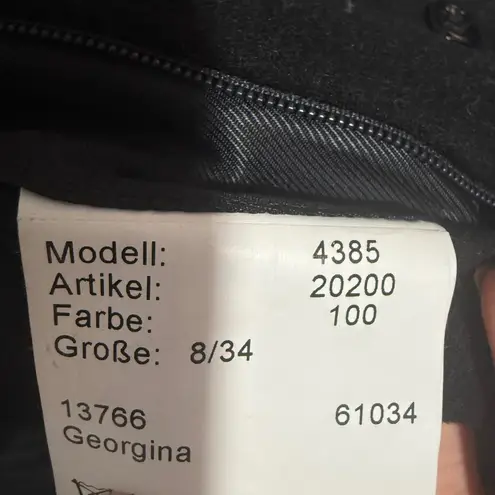 Modell: 4385
Artikel: 20200
Farbe: 100
Große: 8/34
13766 61034
Georgina